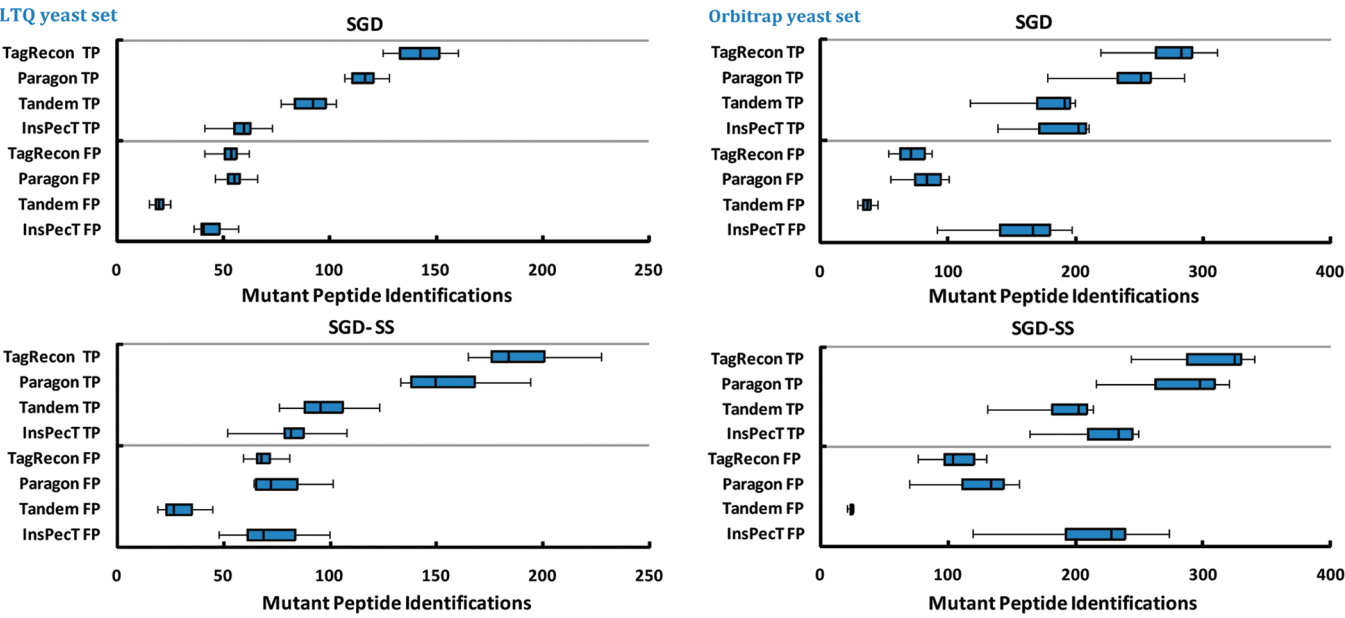 LTQ yeast set
SGD
TagRecon TP
Paragon TP
Tandem TP
InsPecT TP
TagRecon FP
Paragon FP
Tandem FP
InsPecT FP
0 50 100 150 200 250
Mutant Peptide Identifications
Orbitrap yeast set
SGD
TagRecon TP
Paragon TP
Tandem TP
InsPecT TP
TagRecon FP
Paragon FP
Tandem FP
InsPecT FP
0 100 200 300 400
Mutant Peptide Identifications
SGD- SS
TagRecon TP
Paragon TP
Tandem TP
InsPecT TP
TagRecon FP
Paragon FP
Tandem FP
InsPecT FP
0 50 100 150 200 250
Mutant Peptide Identifications
SGD-SS
TagRecon TP
Paragon TP
Tandem TP
InsPecT TP
TagRecon FP
Paragon FP
Tandem FP
InsPecT FP
0 100 200 300 400
Mutant Peptide Identifications